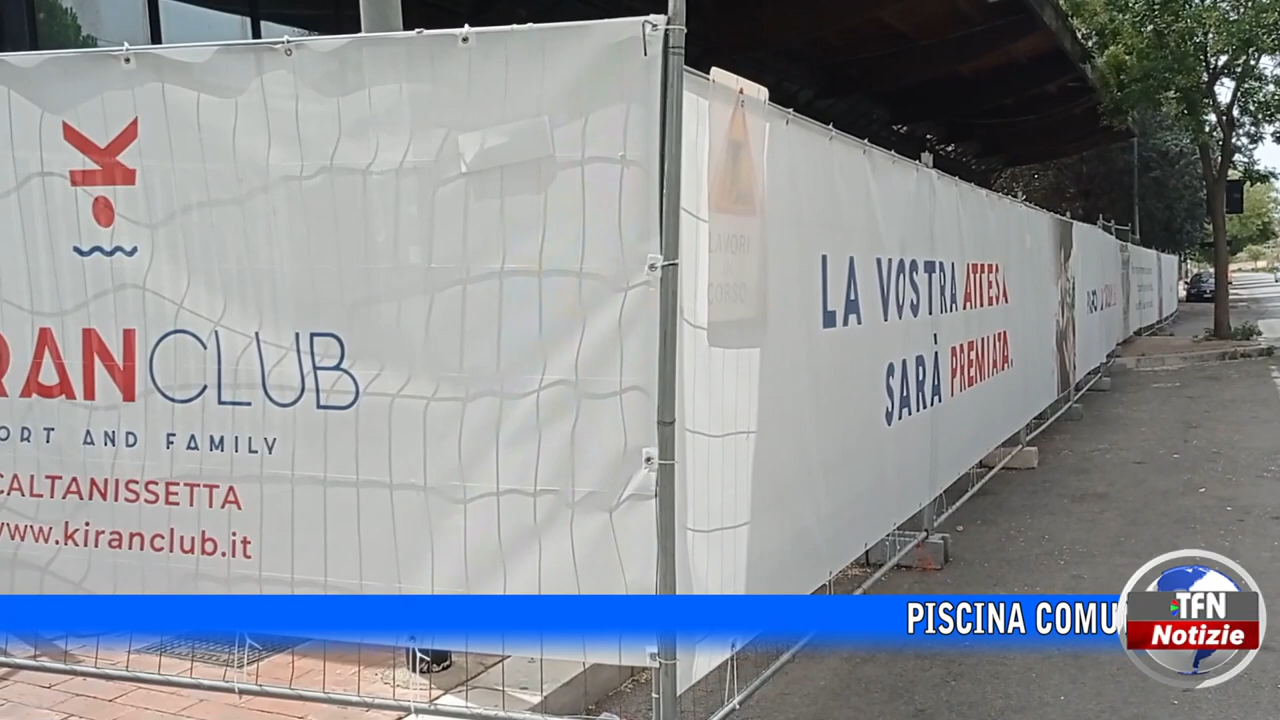 RANCLUB
ORT AND FAMILY
CALTANISSETTA
www.kiranclub.it
LAVORI
CORSO
LA VOSTRA ATTESA
SARÀ PREMIATA.
PISCINA COMU
TFN
Notizie